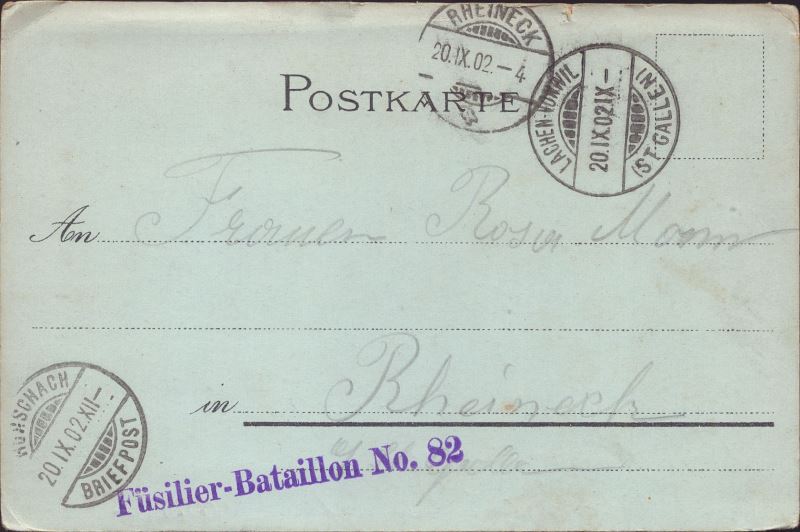 RHEINECK
20.IX.02.–4
LACHEN-VONWIL
20.IX.02 IX–
(ST. GALLEN)
POSTKARTE
An Frauen Rosa
in Rheineck
RORSCHACH
20.IX.02.XII–
BRIEFPOST
Füsilier-Bataillon No. 82